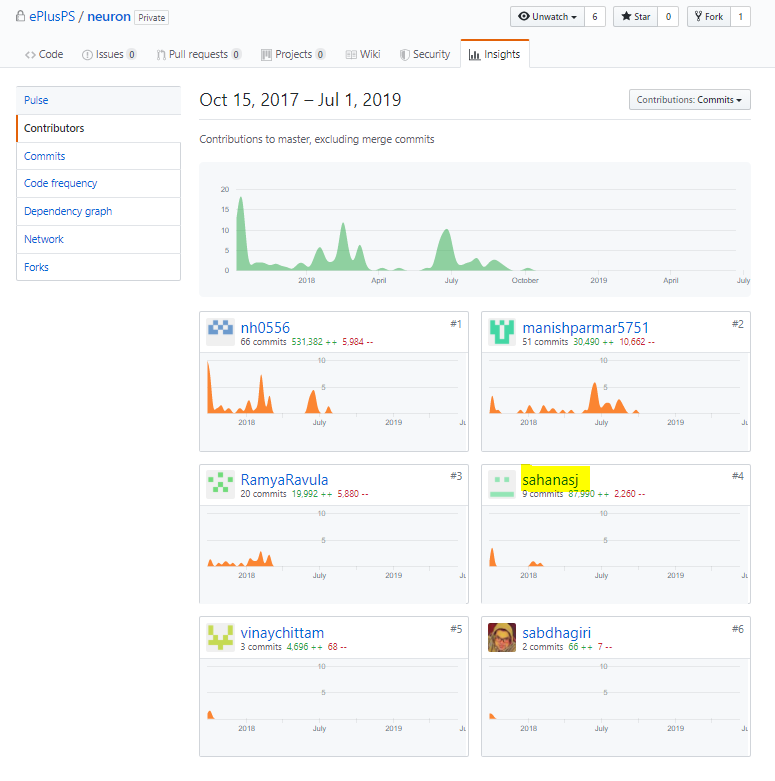 ePlusPS / neuron Private
Unwatch 6 Star 0 Fork 1
Code Issues 0 Pull requests 0 Projects 0 Wiki Security Insights
Pulse
Contributors
Commits
Code frequency
Dependency graph
Network
Forks
Oct 15, 2017 – Jul 1, 2019
Contributions: Commits
Contributions to master, excluding merge commits
20
15
10
5
0
2018 April July October 2019 April July
nh0556 #1
66 commits 531,382 ++ 5,984 --
10
5
2018 July 2019 Ju
manishparmar5751 #2
51 commits 30,490 ++ 10,662 --
10
5
2018 July 2019 Ju
RamyaRavula #3
20 commits 19,992 ++ 5,880 --
10
5
2018 July 2019 Ju
sahanasj #4
9 commits 87,990 ++ 2,260 --
10
5
2018 July 2019 Ju
vinaychittam #5
3 commits 4,696 ++ 68 --
10
5
2018 July 2019 Ju
sabdhagiri #6
2 commits 66 ++ 7 --
10
5
2018 July 2019 Ju